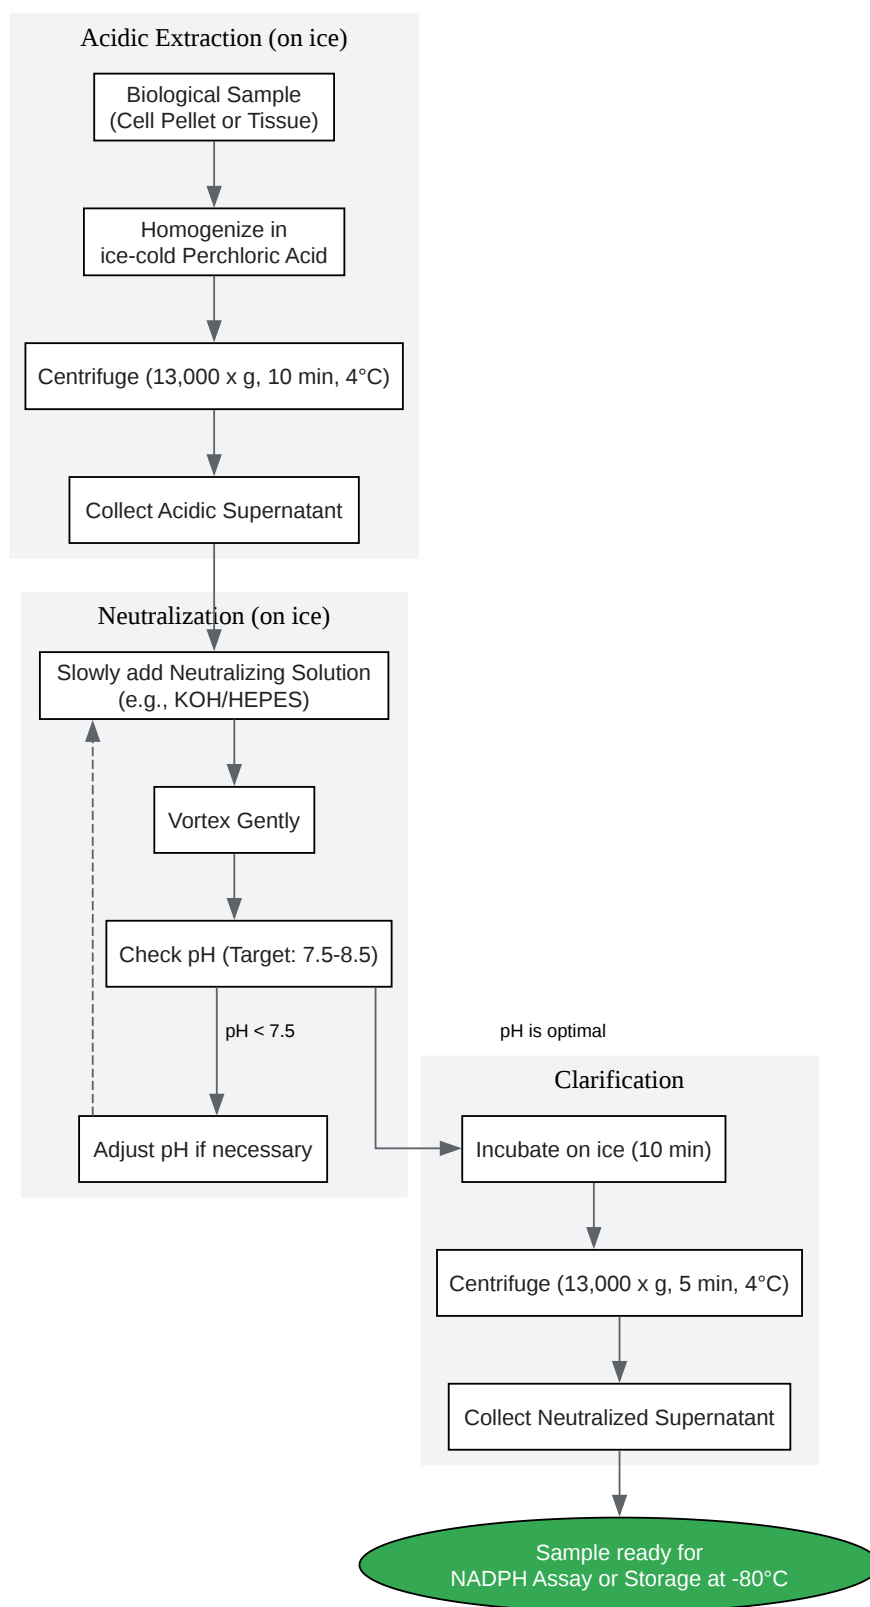 Acidic Extraction (on ice)
Biological Sample
(Cell Pellet or Tissue)
Homogenize in
ice-cold Perchloric Acid
Centrifuge (13,000 x g, 10 min, 4°C)
Collect Acidic Supernatant
Neutralization (on ice)
Slowly add Neutralizing Solution
(e.g., KOH/HEPES)
Vortex Gently
Check pH (Target: 7.5-8.5)
pH < 7.5
pH is optimal
Adjust pH if necessary
Clarification
Incubate on ice (10 min)
Centrifuge (13,000 x g, 5 min, 4°C)
Collect Neutralized Supernatant
Sample ready for
NADPH Assay or Storage at -80°C